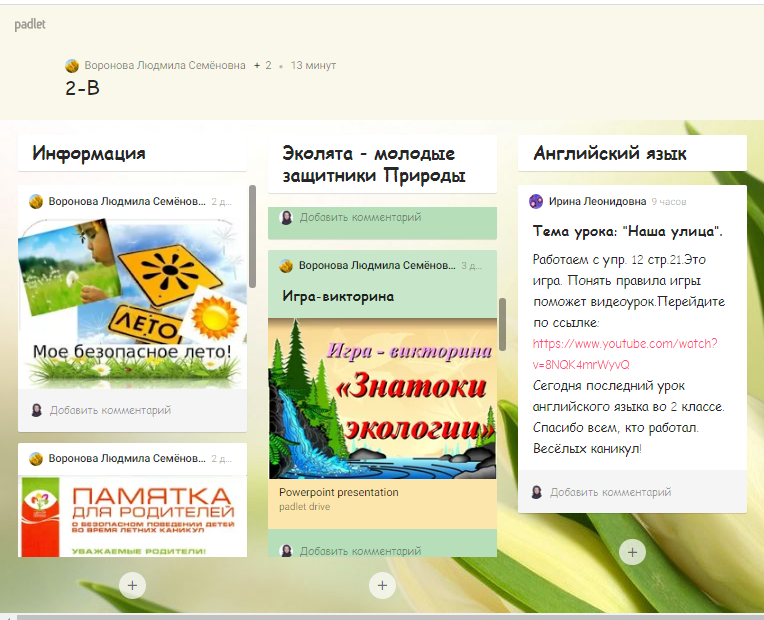 padlet
Воронова Людмила Семёновна + 2 • 13 минут
2-В
Информация
Воронова Людмила Семёнов... 2 д...
ЛЕТО
Мое безопасное лето!
Добавить комментарий
Воронова Людмила Семёнов... 2 д...
ПАМЯТКА
ДЛЯ РОДИТЕЛЕЙ
О БЕЗОПАСНОМ ПОВЕДЕНИИ ДЕТЕЙ
ВО ВРЕМЯ ЛЕТНИХ КАНИКУЛ
УВАЖАЕМЫЕ РОДИТЕЛИ!
Эколята - молодые
защитники Природы
Добавить комментарий
Воронова Людмила Семёнов... 3 д...
Игра-викторина
Игра - викторина
«Знатоки
экологии»
Powerpoint presentation
padlet drive
Добавить комментарий
Английский язык
Ирина Леонидовна 9 часов
Тема урока: "Наша улица".
Работаем с упр. 12 стр.21.Это
игра. Понять правила игры
поможет видеоурок.Перейдите
по ссылке:
https://www.youtube.com/watch?
v=8NQK4mrWyvQ
Сегодня последний урок
английского языка во 2 классе.
Спасибо всем, кто работал.
Весёлых каникул!
Добавить комментарий